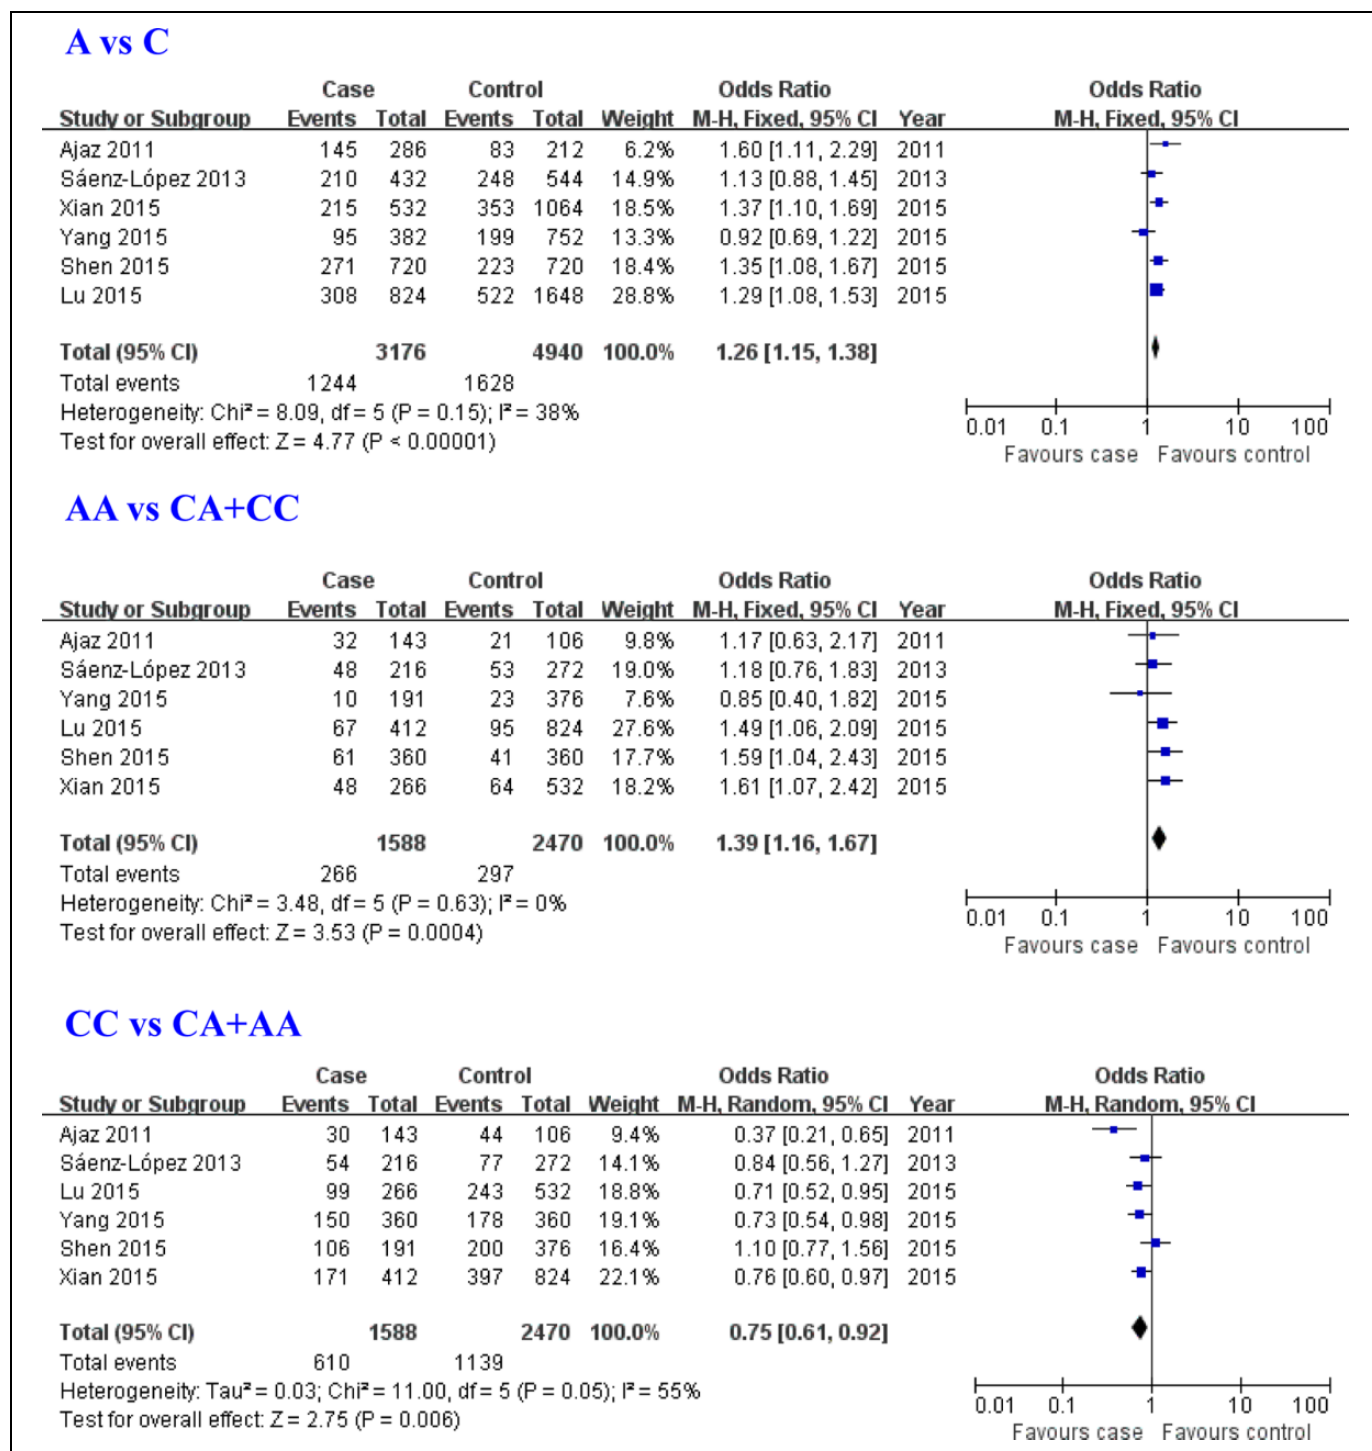 A vs C
Case Control Odds Ratio Odds Ratio
Study or Subgroup Events Total Events Total Weight M-H, Fixed, 95% CI Year M-H, Fixed, 95% CI
Ajaz 2011 145 286 83 212 6.2% 1.60 [1.11, 2.29] 2011
Sáenz-López 2013 210 432 248 544 14.9% 1.13 [0.88, 1.45] 2013
Xian 2015 215 532 353 1064 18.5% 1.37 [1.10, 1.69] 2015
Yang 2015 95 382 199 752 13.3% 0.92 [0.69, 1.22] 2015
Shen 2015 271 720 223 720 18.4% 1.35 [1.08, 1.67] 2015
Lu 2015 308 824 522 1648 28.8% 1.29 [1.08, 1.53] 2015
Total (95% CI) 3176 4940 100.0% 1.26 [1.15, 1.38]
Total events 1244 1628
Heterogeneity: Chi² = 8.09, df = 5 (P = 0.15); I² = 38%
Test for overall effect: Z = 4.77 (P < 0.00001)
0.01 0.1 1 10 100
Favours case Favours control
AA vs CA+CC
Case Control Odds Ratio Odds Ratio
Study or Subgroup Events Total Events Total Weight M-H, Fixed, 95% CI Year M-H, Fixed, 95% CI
Ajaz 2011 32 143 21 106 9.8% 1.17 [0.63, 2.17] 2011
Sáenz-López 2013 48 216 53 272 19.0% 1.18 [0.76, 1.83] 2013
Yang 2015 10 191 23 376 7.6% 0.85 [0.40, 1.82] 2015
Lu 2015 67 412 95 824 27.6% 1.49 [1.06, 2.09] 2015
Shen 2015 61 360 41 360 17.7% 1.59 [1.04, 2.43] 2015
Xian 2015 48 266 64 532 18.2% 1.61 [1.07, 2.42] 2015
Total (95% CI) 1588 2470 100.0% 1.39 [1.16, 1.67]
Total events 266 297
Heterogeneity: Chi² = 3.48, df = 5 (P = 0.63); I² = 0%
Test for overall effect: Z = 3.53 (P = 0.0004)
0.01 0.1 1 10 100
Favours case Favours control
CC vs CA+AA
Case Control Odds Ratio Odds Ratio
Study or Subgroup Events Total Events Total Weight M-H, Random, 95% CI Year M-H, Random, 95% CI
Ajaz 2011 30 143 44 106 9.4% 0.37 [0.21, 0.65] 2011
Sáenz-López 2013 54 216 77 272 14.1% 0.84 [0.56, 1.27] 2013
Lu 2015 99 266 243 532 18.8% 0.71 [0.52, 0.95] 2015
Yang 2015 150 360 178 360 19.1% 0.73 [0.54, 0.98] 2015
Shen 2015 106 191 200 376 16.4% 1.10 [0.77, 1.56] 2015
Xian 2015 171 412 397 824 22.1% 0.76 [0.60, 0.97] 2015
Total (95% CI) 1588 2470 100.0% 0.75 [0.61, 0.92]
Total events 610 1139
Heterogeneity: Tau² = 0.03; Chi² = 11.00, df = 5 (P = 0.05); I² = 55%
Test for overall effect: Z = 2.75 (P = 0.006)
0.01 0.1 1 10 100
Favours case Favours control